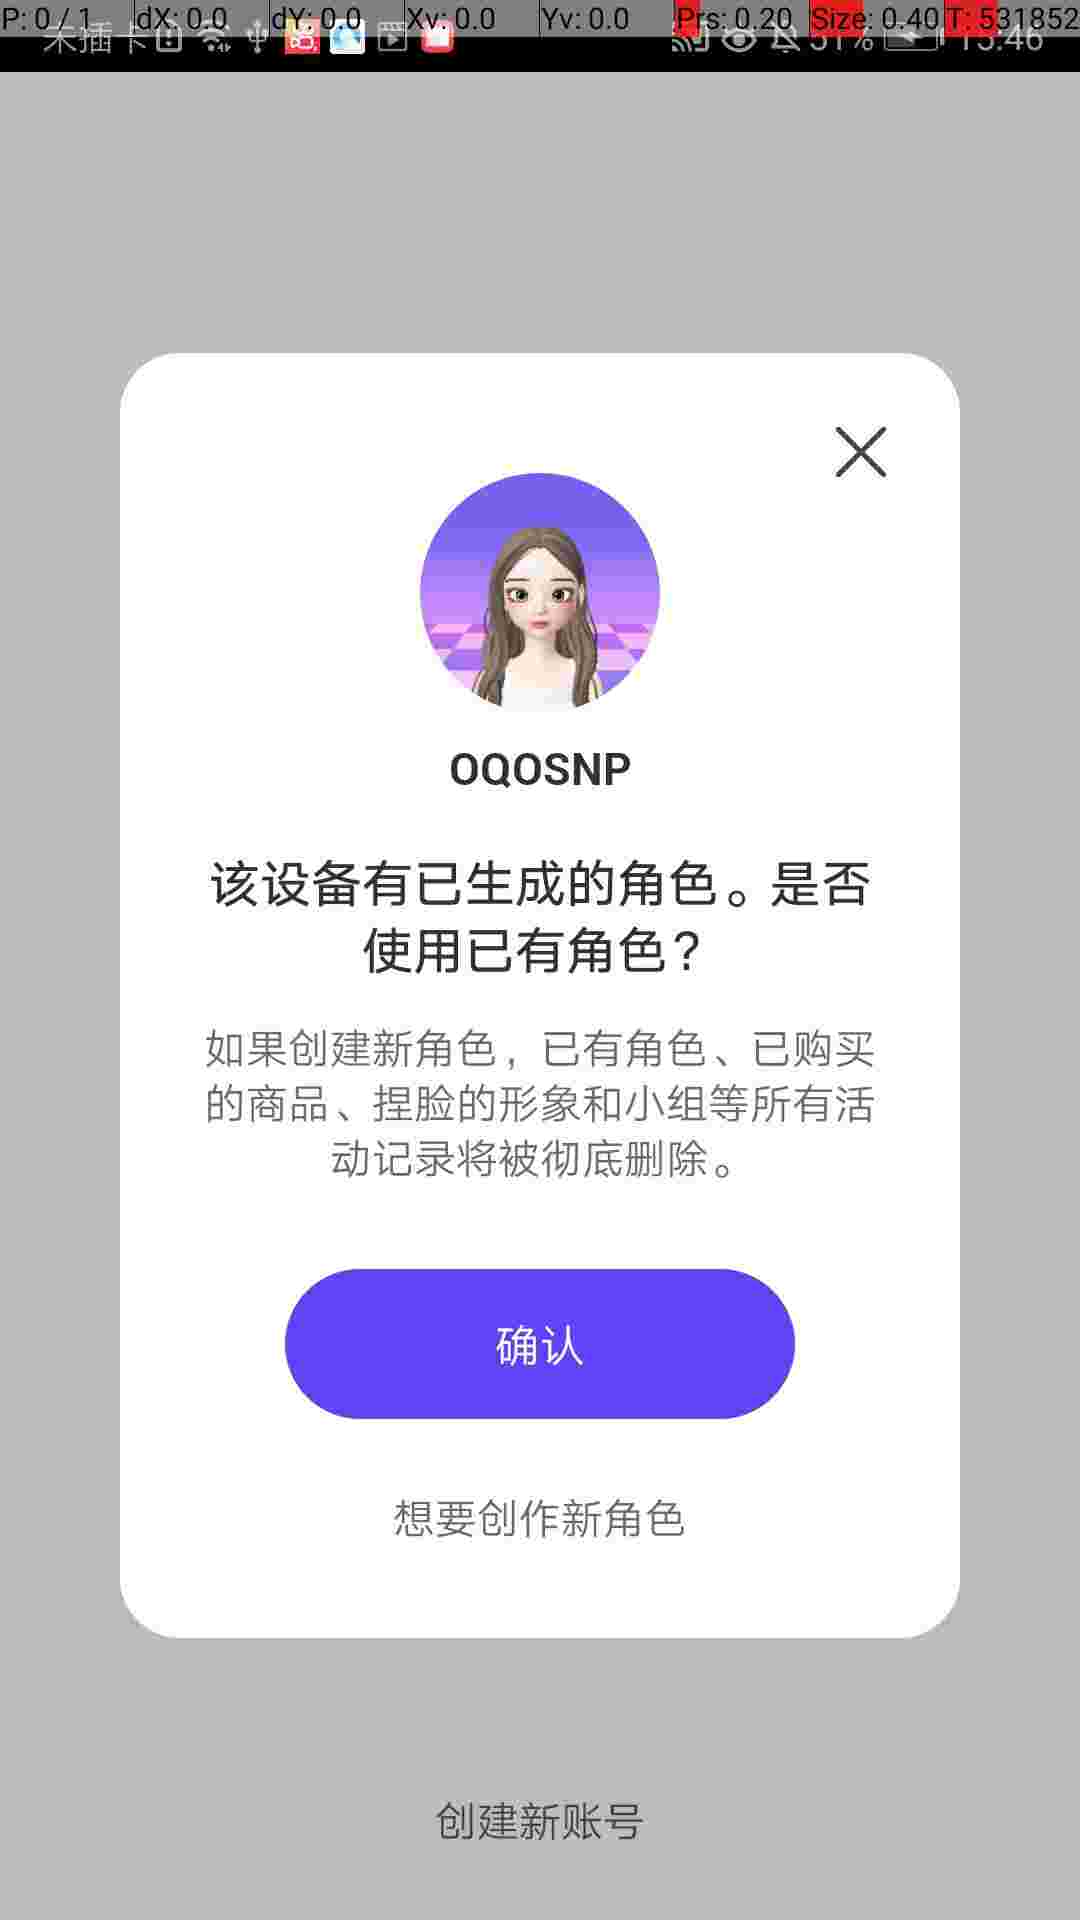 P: 0 / 1 dX: 0.0 dY: 0.0 Xv: 0.0 Yv: 0.0 Prs: 0.20 Size: 0.40 T: 531852
未插卡 51% 15:46
OQOSNP
该设备有已生成的角色。是否
使用已有角色？
如果创建新角色，已有角色、已购买
的商品、捏脸的形象和小组等所有活
动记录将被彻底删除。
确认
想要创作新角色
创建新账号